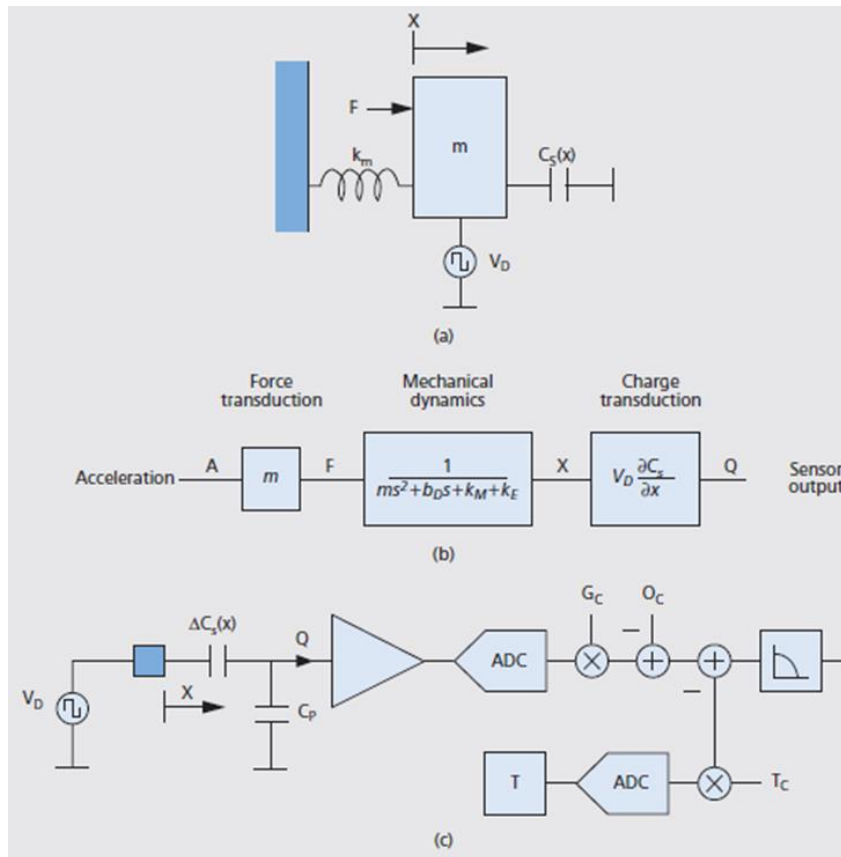 X
F
m
k_m
C_S(x)
V_D
(a)
Force transduction
Mechanical dynamics
Charge transduction
Acceleration
A
m
F
1
ms²+b_Ds+k_M+k_E
X
V_D ∂C_s
∂x
Q
Sensor output
(b)
G_C
O_C
ΔC_s(x)
Q
ADC
V_D
X
C_P
T
ADC
T_C
(c)